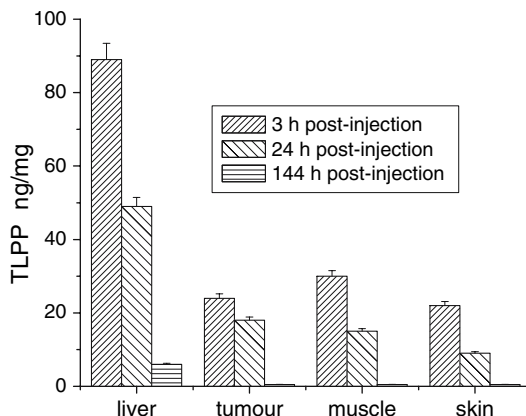 100
80
60
40
20
0
TLPP ng/mg
3 h post-injection
24 h post-injection
144 h post-injection
liver tumour muscle skin